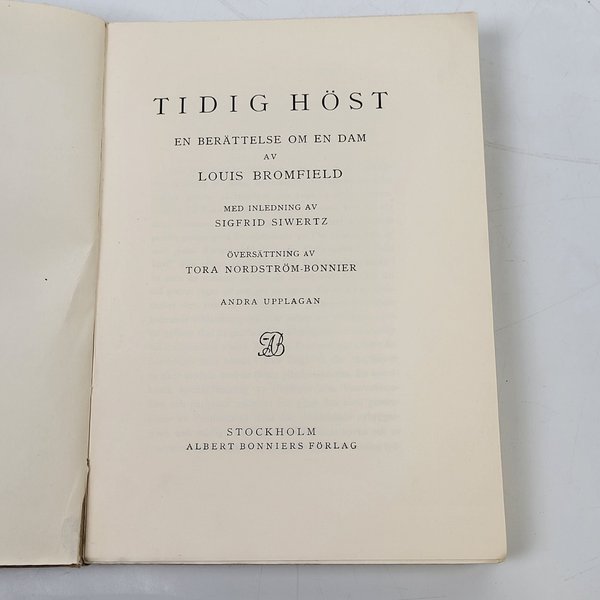 TIDIG HÖST
EN BERÄTTELSE OM EN DAM
AV
LOUIS BROMFIELD
MED INLEDNING AV
SIGFRID SIWERTZ
ÖVERSÄTTNING AV
TORA NORDSTRÖM-BONNIER
ANDRA UPPLAGAN
AB
STOCKHOLM
ALBERT BONNIERS FÖRLAG